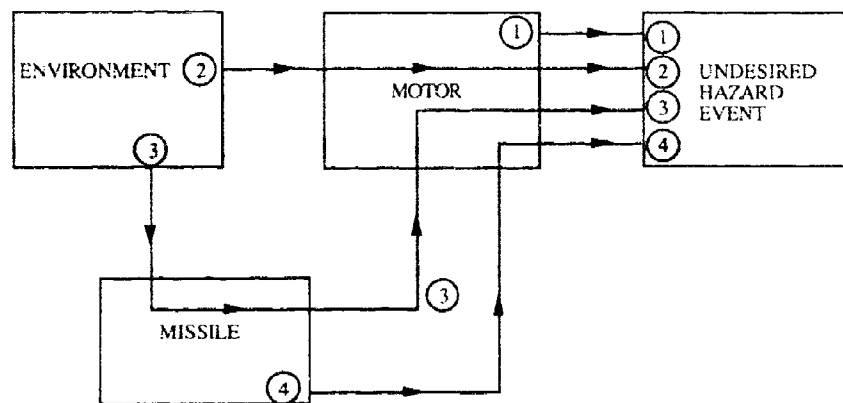 1
1
ENVIRONMENT
2
2
UNDESIRED
HAZARD
EVENT
MOTOR
3
4
3
3
MISSILE
4